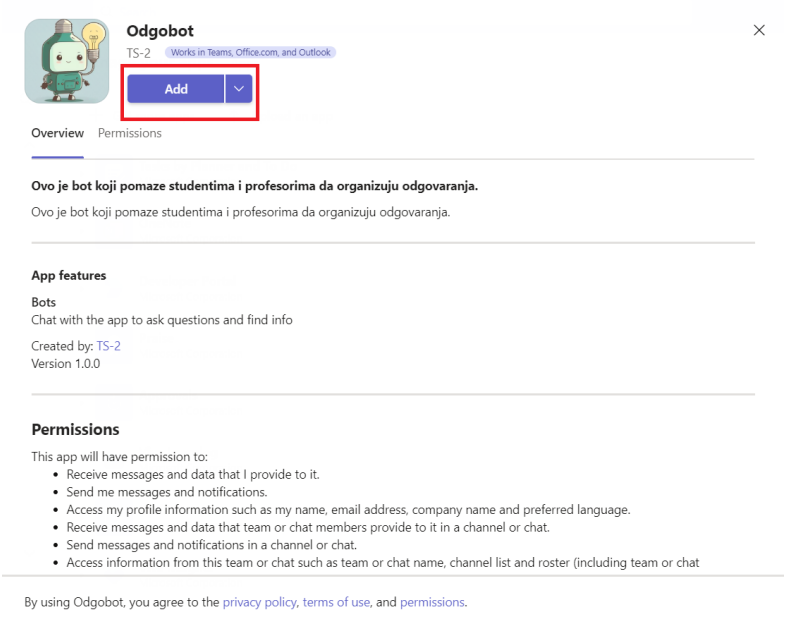 Odgobot
TS-2 Works in Teams, Office.com, and Outlook
Add
Overview Permissions
Ovo je bot koji pomaze studentima i profesorima da organizuju odgovaranja.
Ovo je bot koji pomaze studentima i profesorima da organizuju odgovaranja.
App features
Bots
Chat with the app to ask questions and find info
Created by: TS-2
Version 1.0.0
Permissions
This app will have permission to:
• Receive messages and data that I provide to it.
• Send me messages and notifications.
• Access my profile information such as my name, email address, company name and preferred language.
• Receive messages and data that team or chat members provide to it in a channel or chat.
• Send messages and notifications in a channel or chat.
• Access information from this team or chat such as team or chat name, channel list and roster (including team or chat
By using Odgobot, you agree to the privacy policy, terms of use, and permissions.